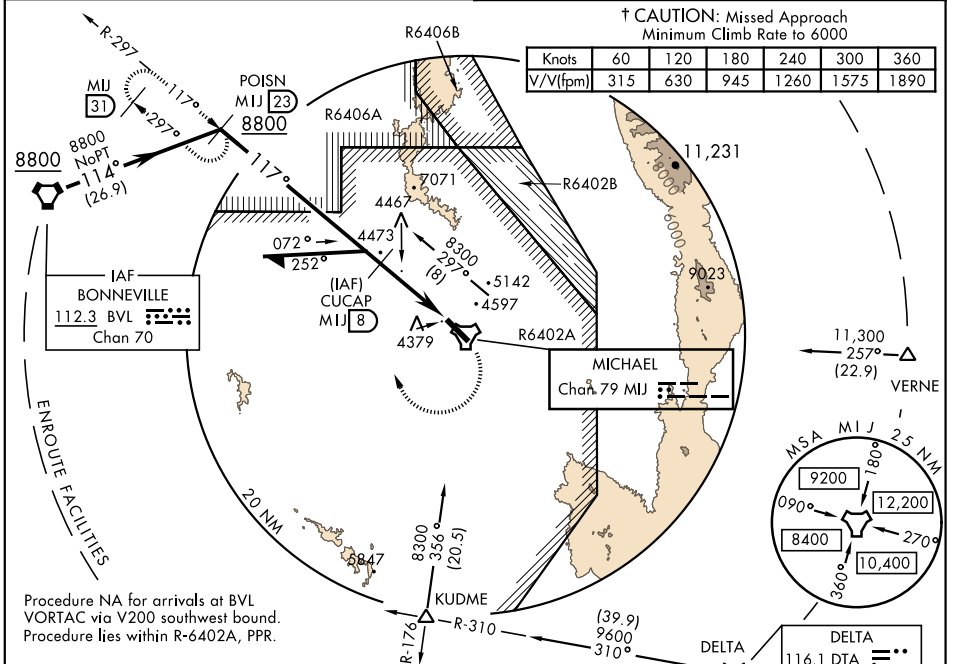 † CAUTION: Missed Approach
Minimum Climb Rate to 6000
Knots 60 120 180 240 300 360
V/V(fpm) 315 630 945 1260 1575 1890
R-297
R6406B
MIJ
31
117°
297°
POISN
MIJ 23
8800
R6406A
8800
8800
NoPT
114°
(26.9)
117°
11,231
8000
6000
7071
R6402B
4467
4473
8300
297°
(8)
072°
252°
5142
4597
9023
(IAF)
CUCAP
MIJ 8
IAF
BONNEVILLE
112.3 BVL
Chan 70
4379
R6402A
MICHAEL
Chan 79 MIJ
11,300
257°
(22.9)
VERNE
ENROUTE FACILITIES
MSA MIJ 25 NM
180°
9200
090°
12,200
8400
270°
10,400
360°
20 NM
5847
8300
356°
(20.5)
Procedure NA for arrivals at BVL
VORTAC via V200 southwest bound.
Procedure lies within R-6402A, PPR.
KUDME
R-176
R-310
(39.9)
9600
310°
DELTA
DELTA
116.1 DTA